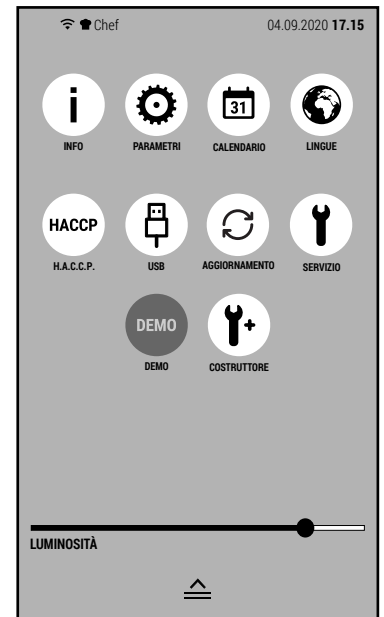 Chef 04.09.2020 17.15
i 31
INFO PARAMETRI CALENDARIO LINGUE
HACCP
H.A.C.C.P. USB AGGIORNAMENTO SERVIZIO
DEMO +
DEMO COSTRUTTORE
LUMINOSITÀ